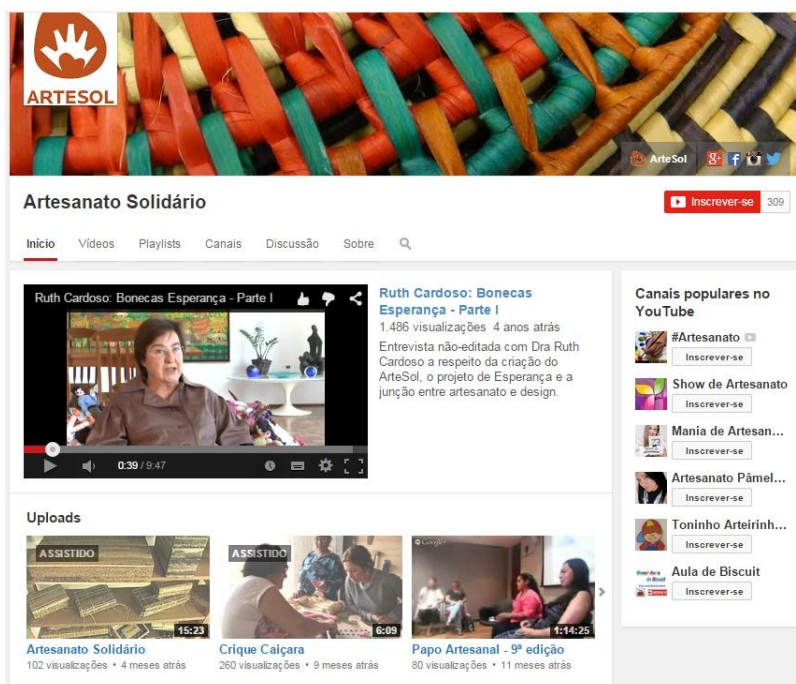 ARTESOL
ArteSol
Artesanato Solidário
Inscrever-se 309
Início Vídeos Playlists Canais Discussão Sobre
Ruth Cardoso: Bonecas Esperança - Parte I
0:39 / 9:47
Ruth Cardoso: Bonecas
Esperança - Parte I
1.486 visualizações 4 anos atrás
Entrevista não-editada com Dra Ruth
Cardoso a respeito da criação do
ArteSol, o projeto de Esperança e a
junção entre artesanato e design.
Uploads
ASSISTIDO
15:23
Artesanato Solidário
102 visualizações • 4 meses atrás
ASSISTIDO
6:09
Crique Caiçara
260 visualizações • 9 meses atrás
Google+
1:14:25
Papo Artesanal - 9ª edição
80 visualizações • 11 meses atrás
Canais populares no
YouTube
#Artesanato
Inscrever-se
Show de Artesanato
Inscrever-se
Mania de Artesan...
Inscrever-se
Artesanato Pâmel...
Inscrever-se
Toninho Arteirinh...
Inscrever-se
Aula de Biscuit
Inscrever-se